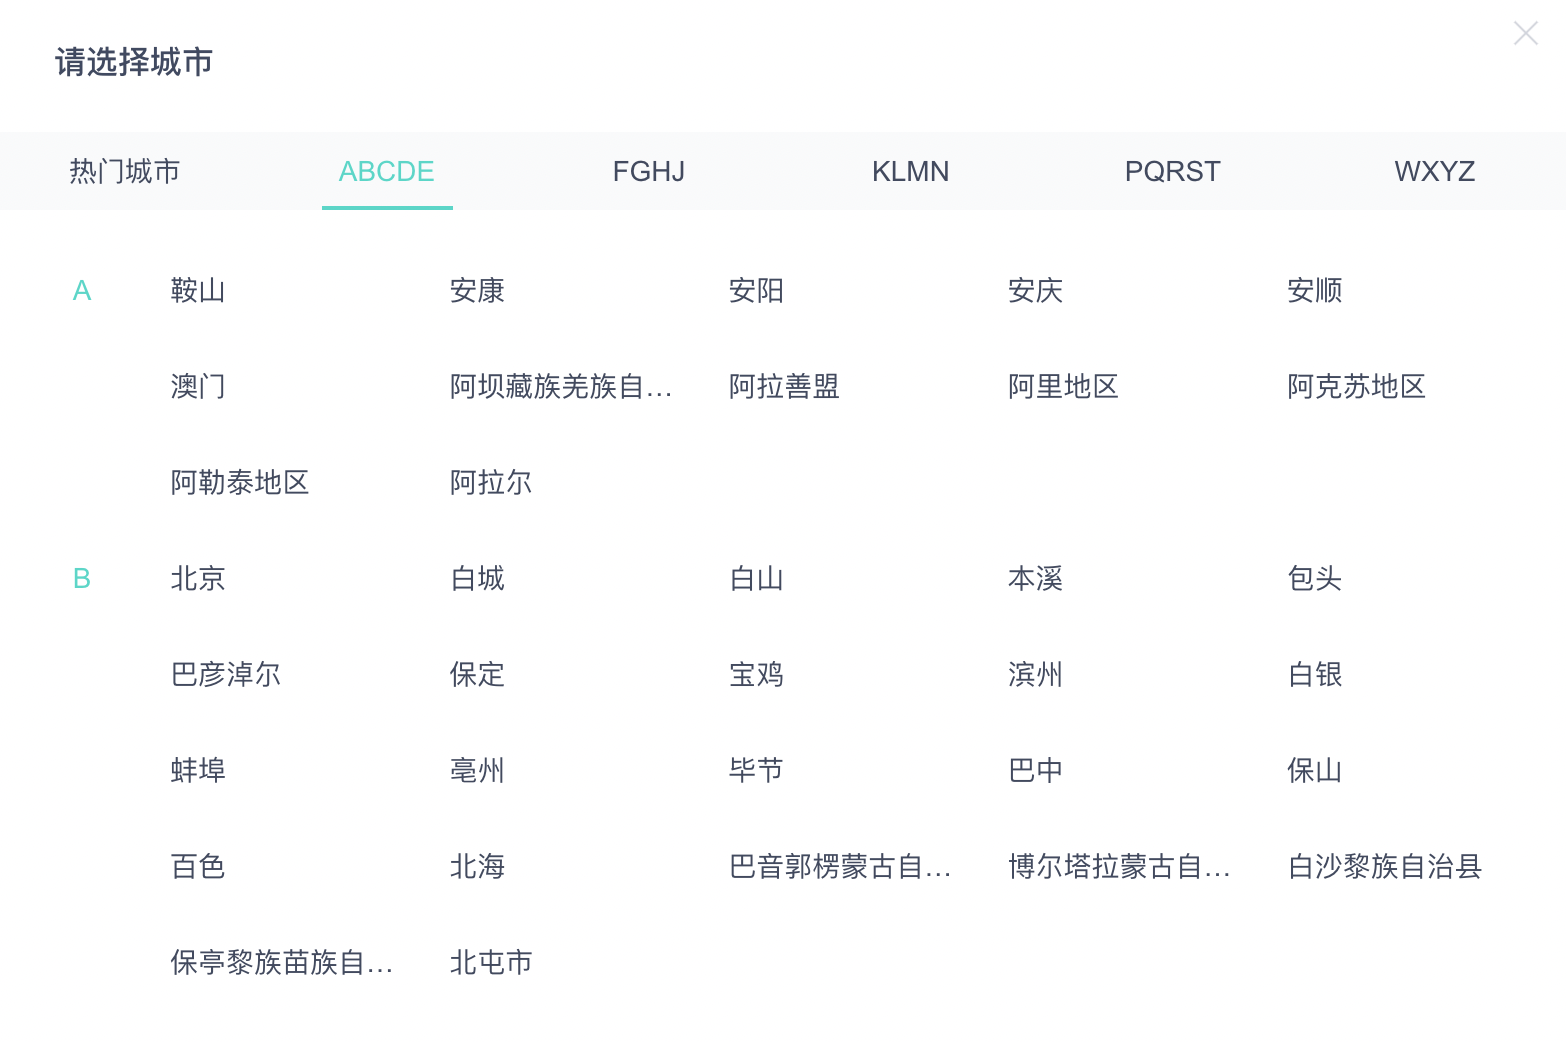 请选择城市
热门城市 ABCDE FGHJ KLMN PQRST WXYZ
A 鞍山 安康 安阳 安庆 安顺
澳门 阿坝藏族羌族自… 阿拉善盟 阿里地区 阿克苏地区
阿勒泰地区 阿拉尔
B 北京 白城 白山 本溪 包头
巴彦淖尔 保定 宝鸡 滨州 白银
蚌埠 亳州 毕节 巴中 保山
百色 北海 巴音郭楞蒙古自… 博尔塔拉蒙古自… 白沙黎族自治县
保亭黎族苗族自… 北屯市